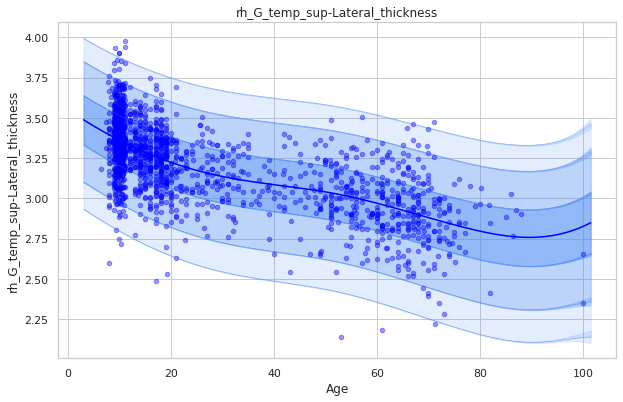 rh_G_temp_sup-Lateral_thickness
rh_G_temp_sup-Lateral_thickness
4.00
3.75
3.50
3.25
3.00
2.75
2.50
2.25
0 20 40 60 80 100
Age